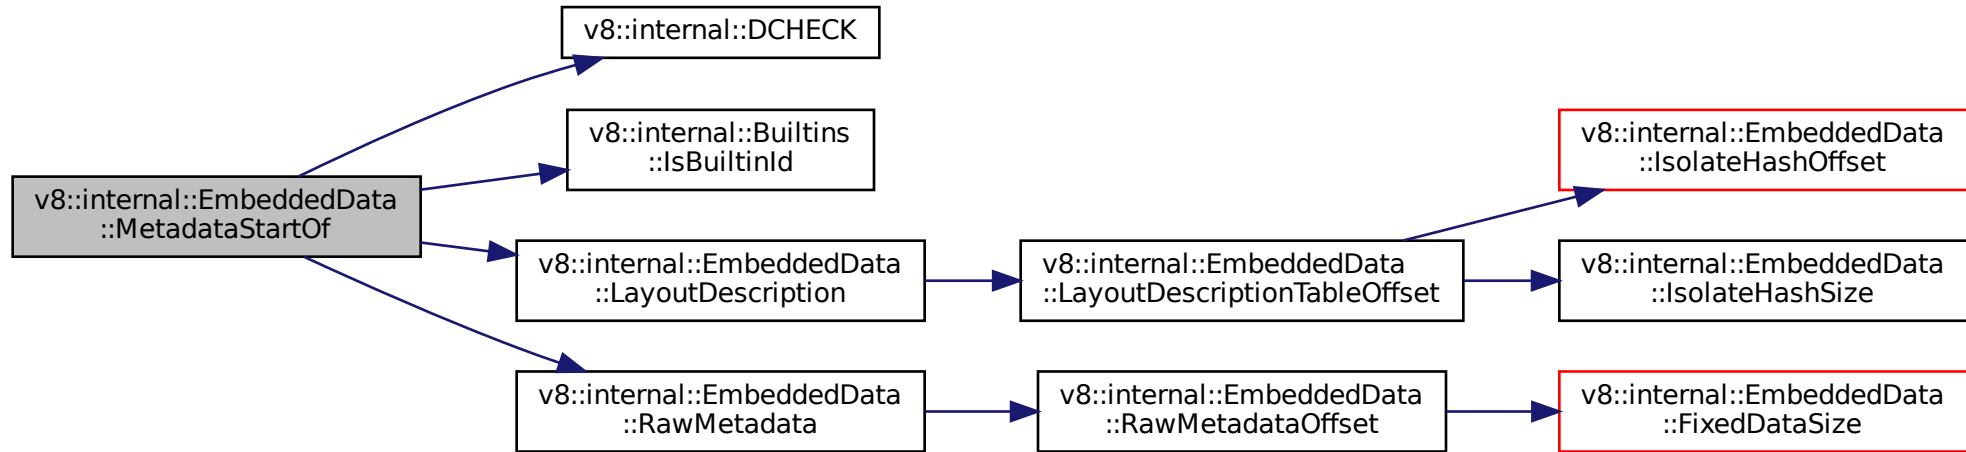 v8::internal::DCHECK
v8::internal::Builtins
::IsBuiltinId
v8::internal::EmbeddedData
::MetadataStartOf
v8::internal::EmbeddedData
::LayoutDescription
v8::internal::EmbeddedData
::RawMetadata
v8::internal::EmbeddedData
::LayoutDescriptionTableOffset
v8::internal::EmbeddedData
::RawMetadataOffset
v8::internal::EmbeddedData
::IsolateHashOffset
v8::internal::EmbeddedData
::IsolateHashSize
v8::internal::EmbeddedData
::FixedDataSize